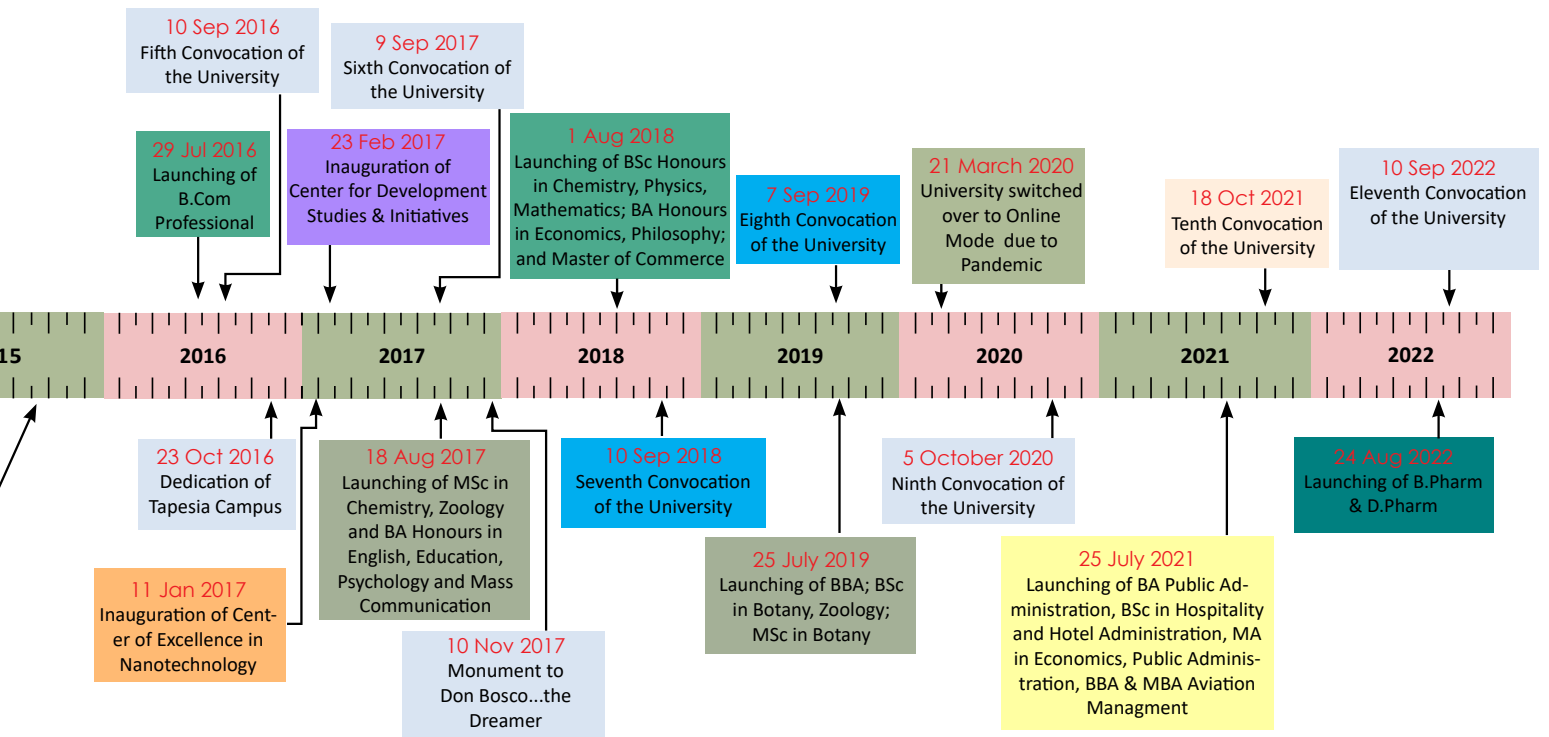 10 Sep 2016
Fifth Convocation of
the University
9 Sep 2017
Sixth Convocation of
the University
29 Jul 2016
Launching of
B.Com
Professional
23 Feb 2017
Inauguration of
Center for Development
Studies & Initiatives
1 Aug 2018
Launching of BSc Honours
in Chemistry, Physics,
Mathematics; BA Honours
in Economics, Philosophy;
and Master of Commerce
7 Sep 2019
Eighth Convocation
of the University
21 March 2020
University switched
over to Online
Mode due to
Pandemic
18 Oct 2021
Tenth Convocation
of the University
10 Sep 2022
Eleventh Convocation
of the University
15 2016 2017 2018 2019 2020 2021 2022
23 Oct 2016
Dedication of
Tapesia Campus
11 Jan 2017
Inauguration of Cent-
er of Excellence in
Nanotechnology
18 Aug 2017
Launching of MSc in
Chemistry, Zoology
and BA Honours in
English, Education,
Psychology and Mass
Communication
10 Nov 2017
Monument to
Don Bosco...the
Dreamer
10 Sep 2018
Seventh Convocation
of the University
25 July 2019
Launching of BBA; BSc
in Botany, Zoology;
MSc in Botany
5 October 2020
Ninth Convocation of
the University
25 July 2021
Launching of BA Public Ad-
ministration, BSc in Hospitality
and Hotel Administration, MA
in Economics, Public Adminis-
tration, BBA & MBA Aviation
Managment
24 Aug 2022
Launching of B.Pharm
& D.Pharm